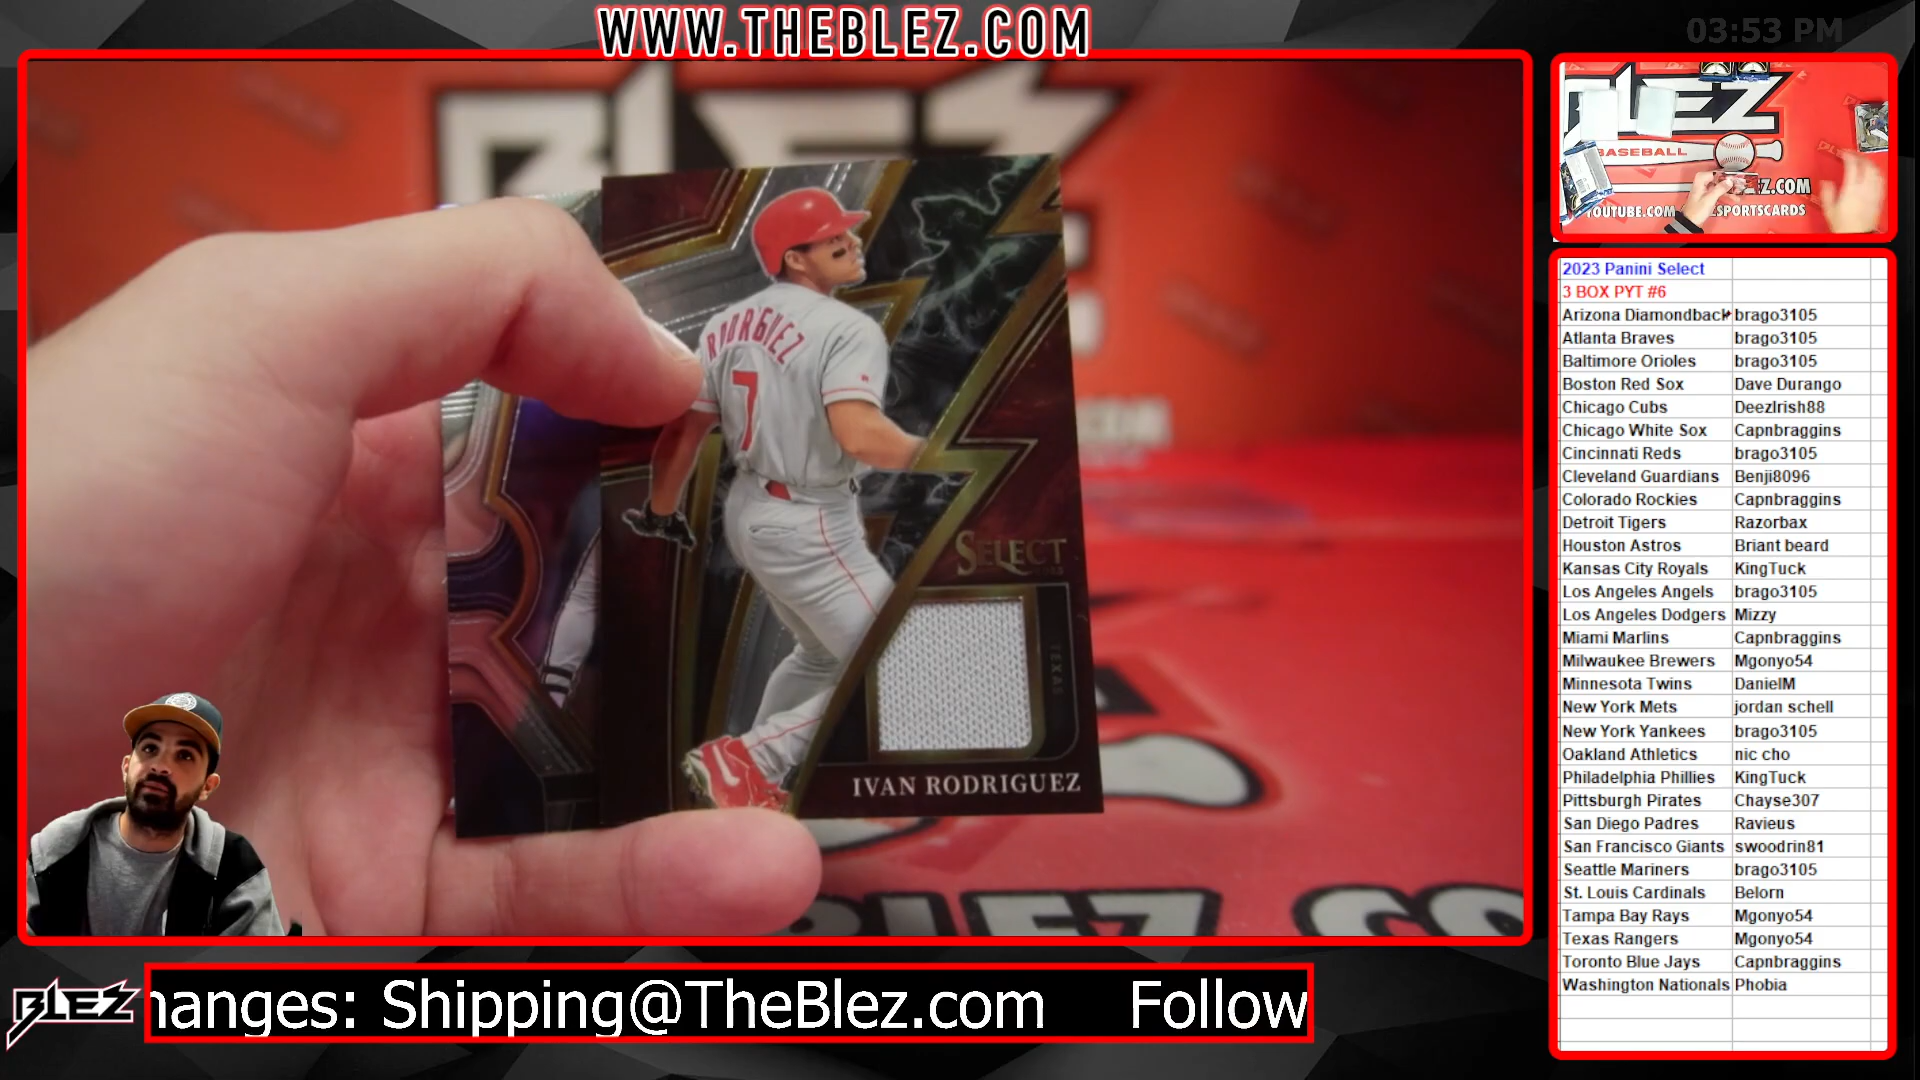 WWW.THEBLEZ.COM
03:53 PM
BLEZ
RODRIGUEZ
7
SELECT
TEXAS
IVAN RODRIGUEZ
BLEZ
BASEBALL
EZ.COM
YOUTUBE.COM
ESPORTSCARDS
2023 Panini Select
3 BOX PYT #6
Arizona Diamondback brago3105
Atlanta Braves brago3105
Baltimore Orioles brago3105
Boston Red Sox Dave Durango
Chicago Cubs DeezIrish88
Chicago White Sox Capnbraggins
Cincinnati Reds brago3105
Cleveland Guardians Benji8096
Colorado Rockies Capnbraggins
Detroit Tigers Razorbax
Houston Astros Briant beard
Kansas City Royals KingTuck
Los Angeles Angels brago3105
Los Angeles Dodgers Mizzy
Miami Marlins Capnbraggins
Milwaukee Brewers Mgonyo54
Minnesota Twins DanielM
New York Mets jordan schell
New York Yankees brago3105
Oakland Athletics nic cho
Philadelphia Phillies KingTuck
Pittsburgh Pirates Chayse307
San Diego Padres Ravieus
San Francisco Giants swoodrin81
Seattle Mariners brago3105
St. Louis Cardinals Belorn
Tampa Bay Rays Mgonyo54
Texas Rangers Mgonyo54
Toronto Blue Jays Capnbraggins
Washington Nationals Phobia
BLEZ
hanges: Shipping@TheBlez.com Follow